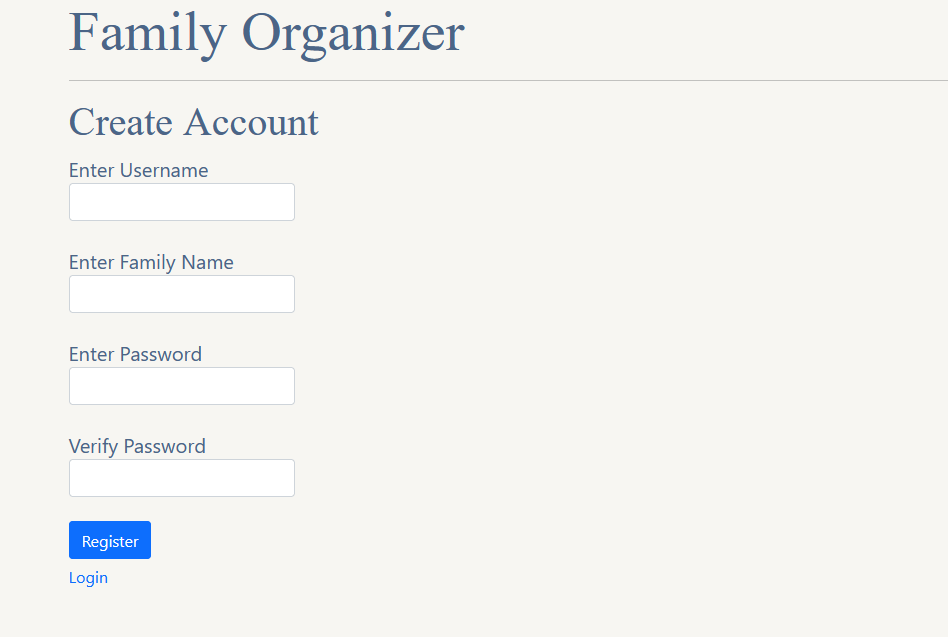 Family Organizer
Create Account
Enter Username
Enter Family Name
Enter Password
Verify Password
Register
Login